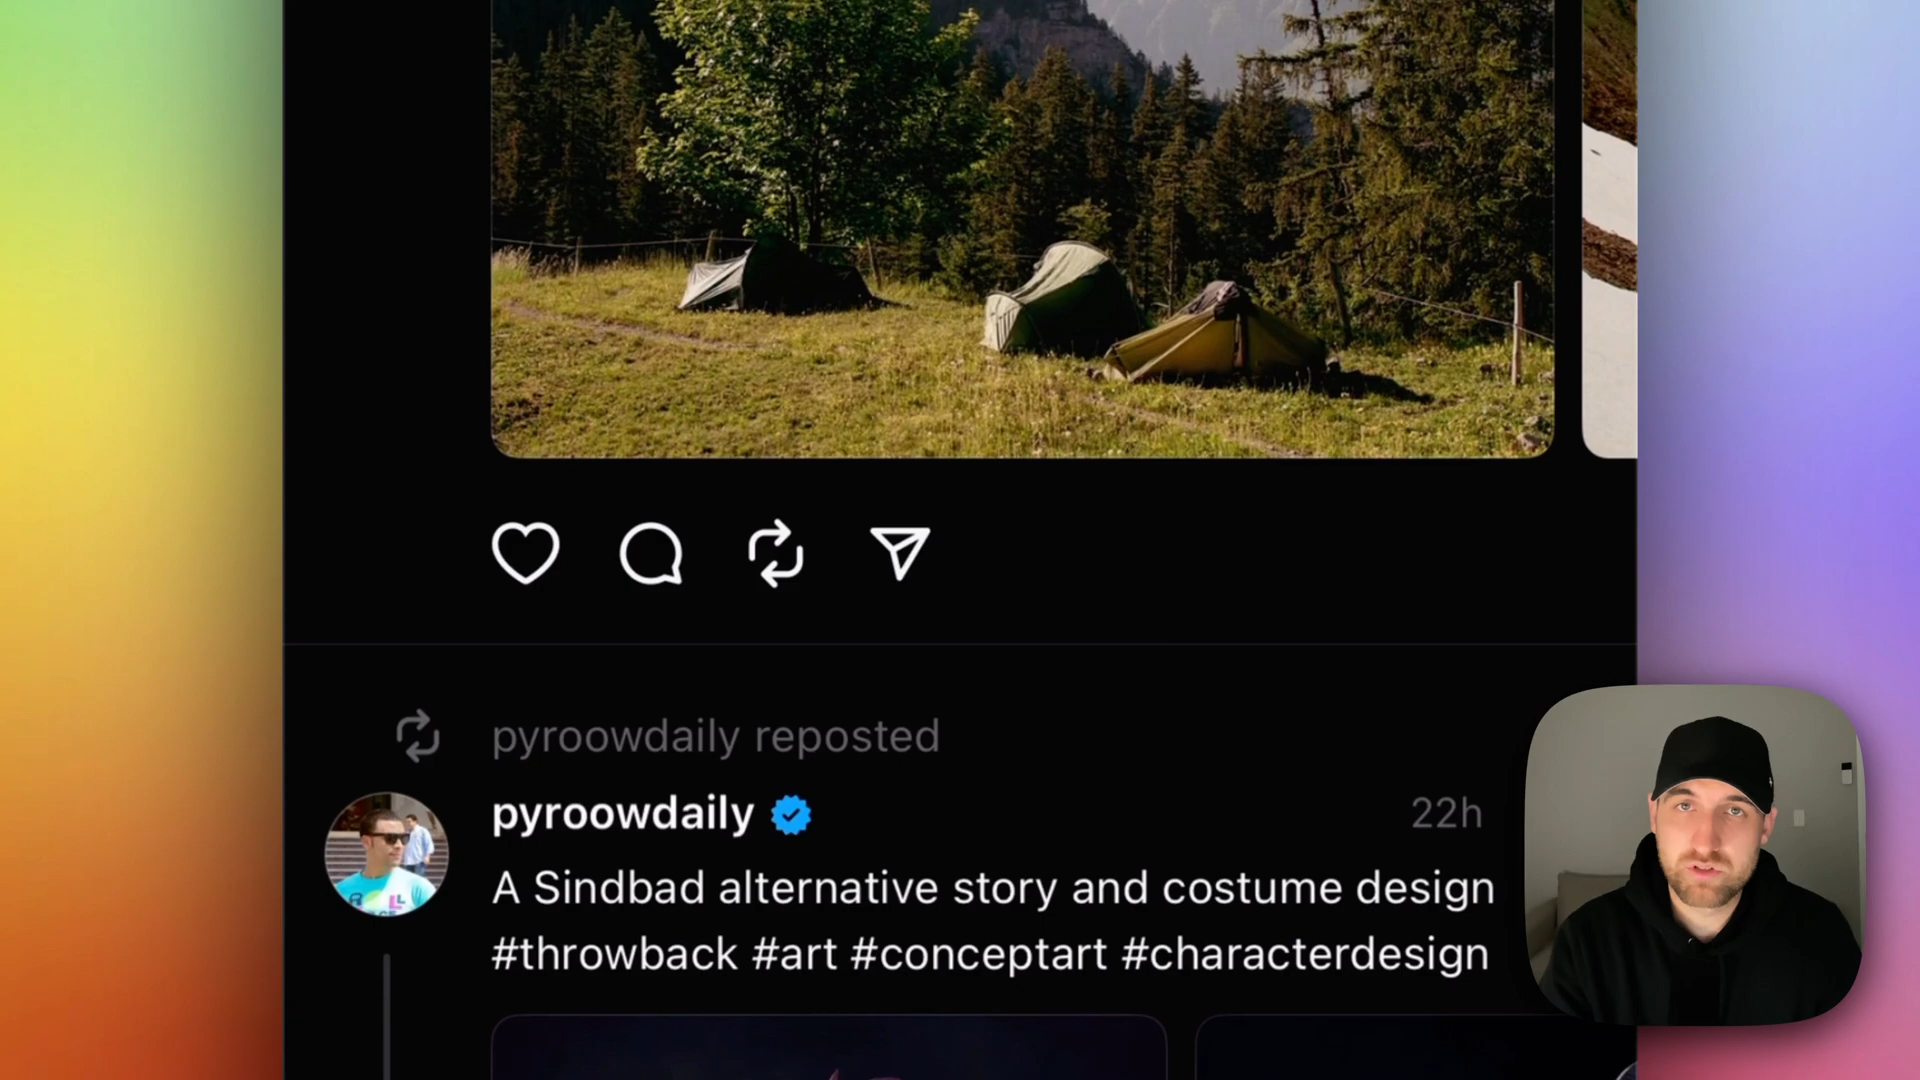 pyroowdaily reposted
pyroowdaily 22h
A Sindbad alternative story and costume design
#throwback #art #conceptart #characterdesign